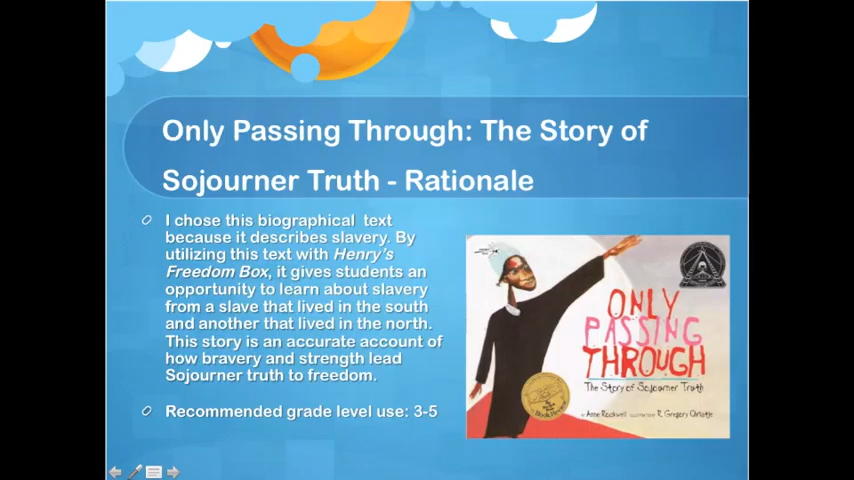 Only Passing Through: The Story of
Sojourner Truth - Rationale
I chose this biographical text
because it describes slavery. By
utilizing this text with Henry's
Freedom Box, it gives students an
opportunity to learn about slavery
from a slave that lived in the south
and another that lived in the north.
This story is an accurate account of
how bravery and strength lead
Sojourner truth to freedom.
Recommended grade level use: 3-5
ONLY
PASSING
THROUGH
The Story of Sojourner Truth
by Anne Rockwell
R. Gregory Christie